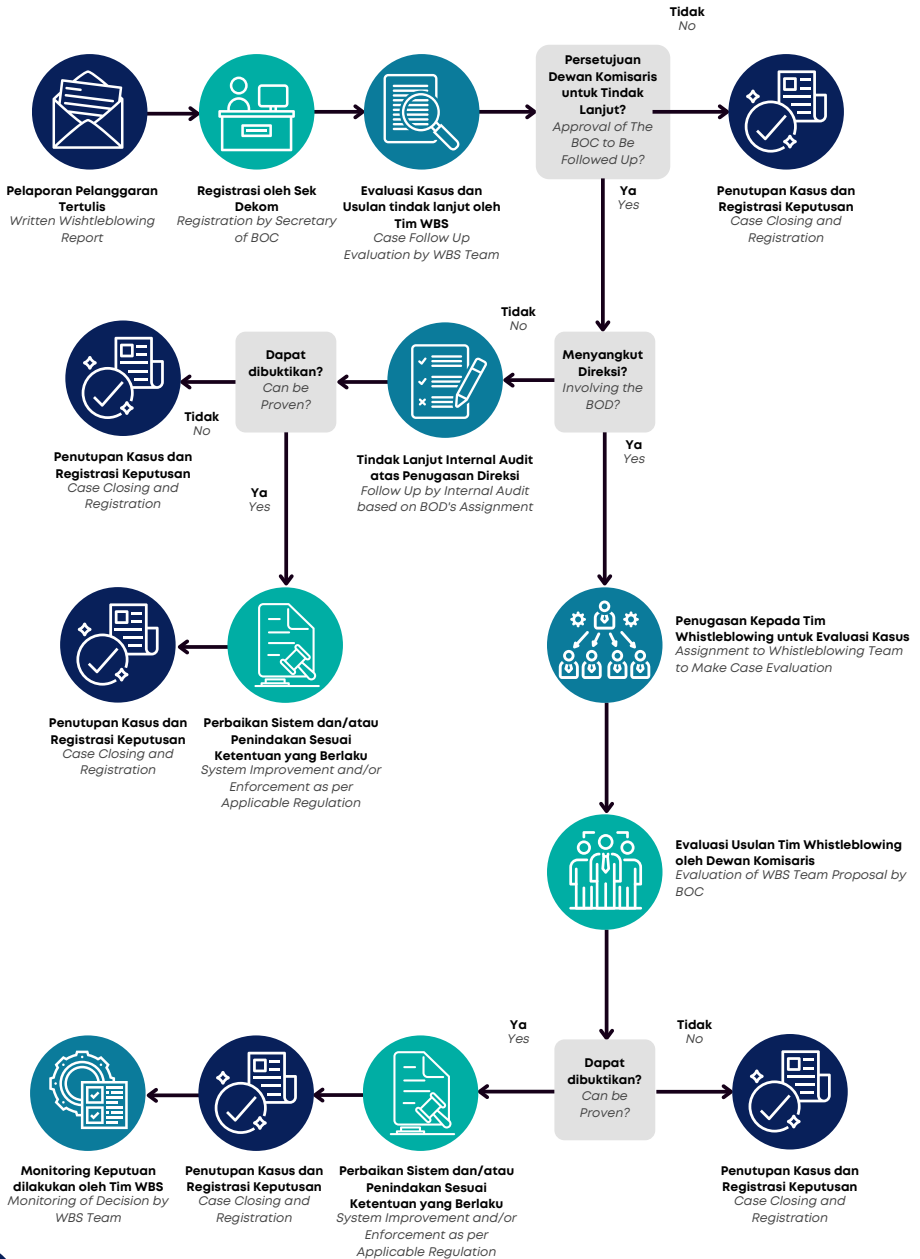 Tidak
No
Persetujuan
Dewan Komisaris
untuk Tindak
Lanjut?
Approval of The
BOC to Be
Followed Up?
Pelaporan Pelanggaran
Tertulis
Written Wishtleblowing
Report
Registrasi oleh Sek
Dekom
Registration by Secretary
of BOC
Evaluasi Kasus dan
Usulan tindak lanjut oleh
Tim WBS
Case Follow Up
Evaluation by WBS Team
Ya
Yes
Penutupan Kasus dan
Registrasi Keputusan
Case Closing and
Registration
Tidak
No
Menyangkut
Direksi?
Involving the
BOD?
Dapat
dibuktikan?
Can be
Proven?
Tidak
No
Penutupan Kasus dan
Registrasi Keputusan
Case Closing and
Registration
Tindak Lanjut Internal Audit
atas Penugasan Direksi
Follow Up by Internal Audit
based on BOD's Assignment
Ya
Yes
Ya
Yes
Penugasan Kepada Tim
Whistleblowing untuk Evaluasi Kasus
Assignment to Whistleblowing Team
to Make Case Evaluation
Penutupan Kasus dan
Registrasi Keputusan
Case Closing and
Registration
Perbaikan Sistem dan/atau
Penindakan Sesuai
Ketentuan yang Berlaku
System Improvement and/or
Enforcement as per
Applicable Regulation
Evaluasi Usulan Tim Whistleblowing
oleh Dewan Komisaris
Evaluation of WBS Team Proposal by
BOC
Ya
Yes
Tidak
No
Dapat
dibuktikan?
Can be
Proven?
Monitoring Keputuan
dilakukan oleh Tim WBS
Monitoring of Decision by
WBS Team
Penutupan Kasus dan
Registrasi Keputusan
Case Closing and
Registration
Perbaikan Sistem dan/atau
Penindakan Sesuai
Ketentuan yang Berlaku
System Improvement and/or
Enforcement as per
Applicable Regulation
Penutupan Kasus dan
Registrasi Keputusan
Case Closing and
Registration